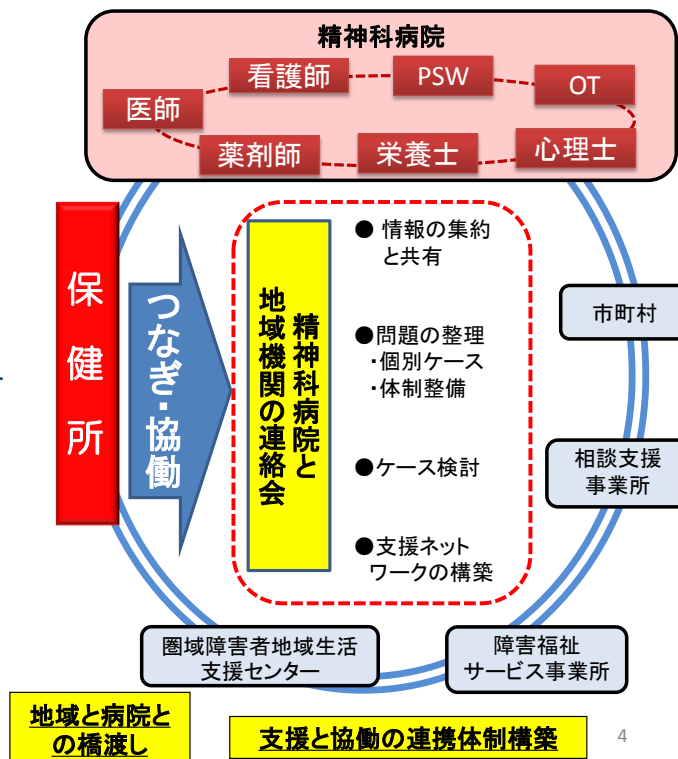 精神科病院
看護師
PSW
OT
医師
薬剤師
栄養士
心理士
保健所
つなぎ・協働
精神科病院と
地域機関の連絡会
● 情報の集約
と共有
●問題の整理
・個別ケース
・体制整備
●ケース検討
●支援ネット
ワークの構築
市町村
相談支援
事業所
障害福祉
サービス事業所
圏域障害者地域生活
支援センター
地域と病院と
の橋渡し
支援と協働の連携体制構築
4